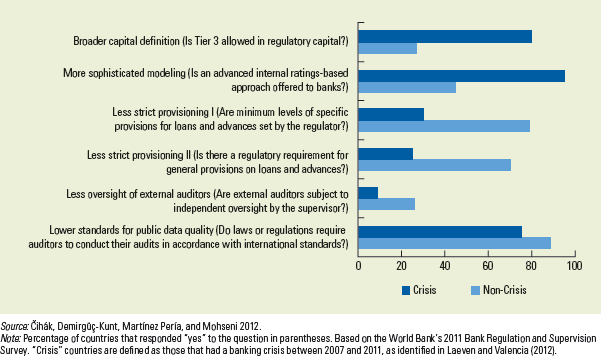 Broader capital definition (Is Tier 3 allowed in regulatory capital?)
More sophisticated modeling (Is an advanced internal ratings-based
approach offered to banks?)
Less strict provisioning I (Are minimum levels of specific
provisions for loans and advances set by the regulator?)
Less strict provisioning II (Is there a regulatory requirement for
general provisions on loans and advances?)
Less oversight of external auditors (Are external auditors subject to
independent oversight by the supervisor?)
Lower standards for public data quality (Do laws or regulations require
auditors to conduct their audits in accordance with international standards?)
0 20 40 60 80 100
Crisis Non-Crisis
Source: Čihák, Demirgüç-Kunt, Martínez Pería, and Mohseni 2012.
Note: Percentage of countries that responded "yes" to the question in parentheses. Based on the World Bank's 2011 Bank Regulation and Supervision
Survey. "Crisis" countries are defined as those that had a banking crisis between 2007 and 2011, as identified in Laeven and Valencia (2012).